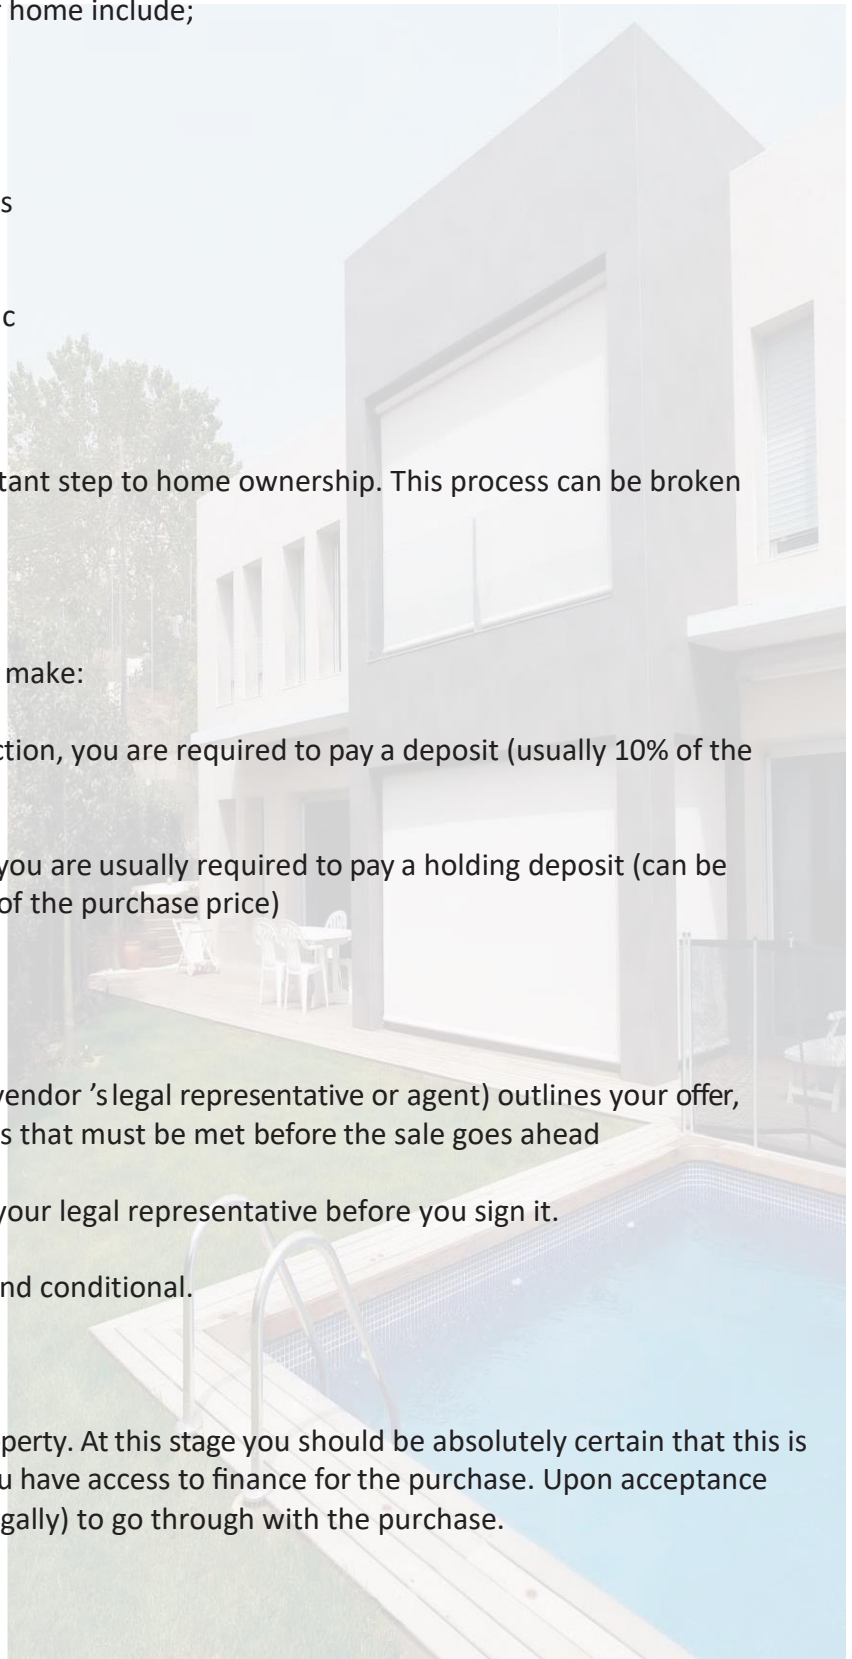 home include;
s
c
tant step to home ownership. This process can be broken
make:
ction, you are required to pay a deposit (usually 10% of the
you are usually required to pay a holding deposit (can be
of the purchase price)
vendor 's legal representative or agent) outlines your offer,
s that must be met before the sale goes ahead
your legal representative before you sign it.
nd conditional.
perty. At this stage you should be absolutely certain that this is
u have access to finance for the purchase. Upon acceptance
gally) to go through with the purchase.